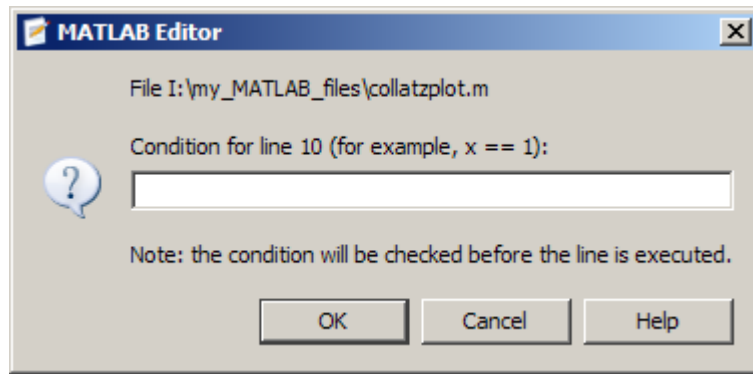 MATLAB Editor
File I:\my_MATLAB_files\collatzplot.m
Condition for line 10 (for example, x == 1):
Note: the condition will be checked before the line is executed.
OK Cancel Help